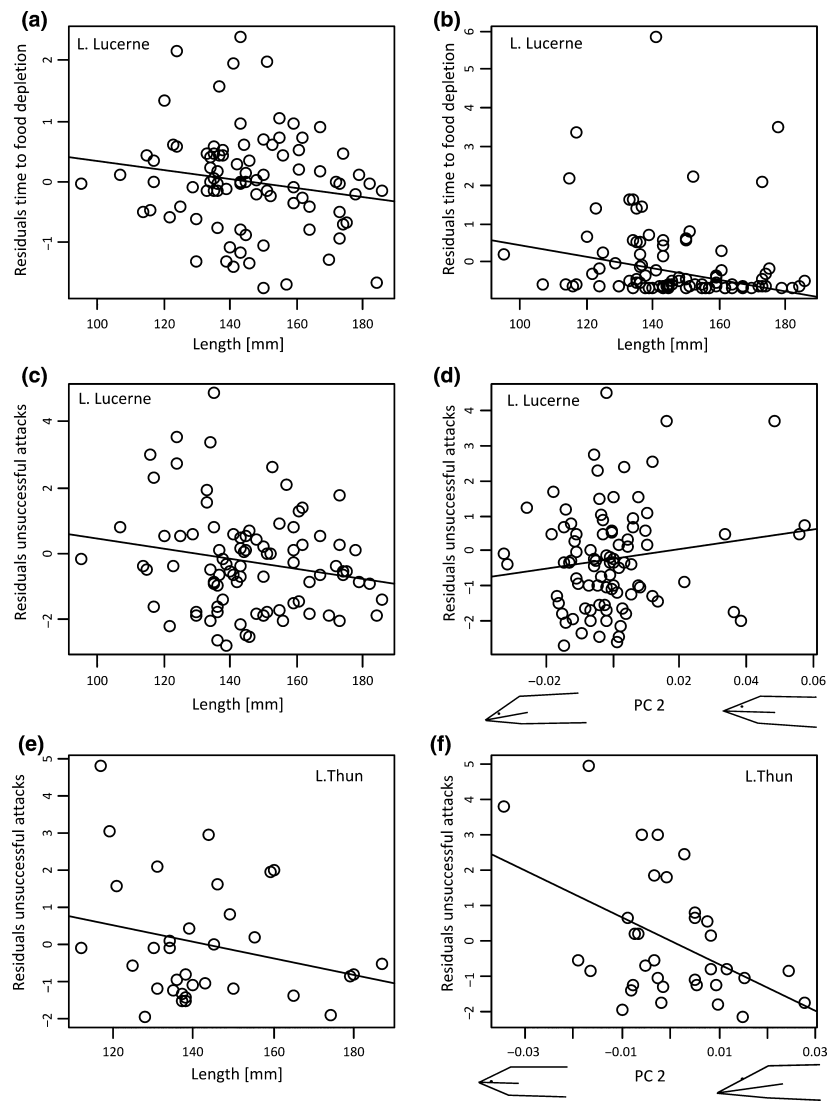 (a)
L. Lucerne
Residuals time to food depletion
2
1
0
−1
100 120 140 160 180
Length [mm]
(b)
L. Lucerne
Residuals time to food depletion
6
5
4
3
2
1
0
100 120 140 160 180
Length [mm]
(c)
L. Lucerne
Residuals unsuccessful attacks
4
2
0
−2
100 120 140 160 180
Length [mm]
(d)
L. Lucerne
Residuals unsuccessful attacks
4
3
2
1
0
−1
−2
−0.02 0.02 0.04 0.06
PC 2
(e)
L.Thun
Residuals unsuccessful attacks
5
4
3
2
1
0
−1
−2
120 140 160 180
Length [mm]
(f)
L.Thun
Residuals unsuccessful attacks
5
4
3
2
1
0
−1
−2
−0.03 −0.01 0.01 0.03
PC 2